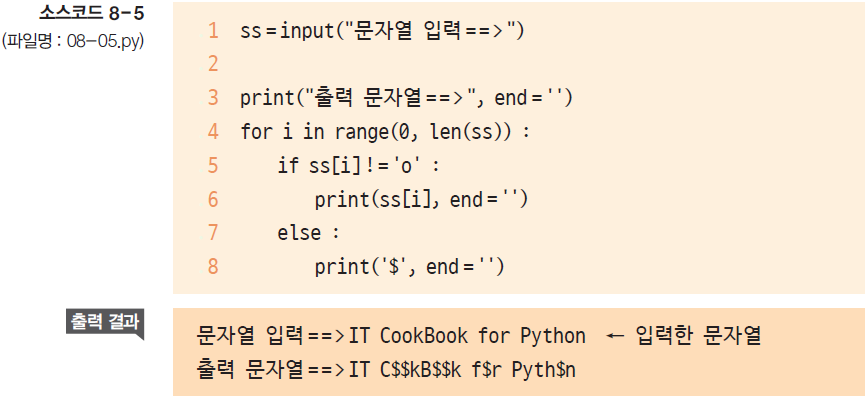 소스코드 8-5
(파일명 : 08-05.py)
1 ss=input("문자열 입력==>")
2
3 print("출력 문자열==>", end='')
4 for i in range(0, len(ss)) :
5 if ss[i]!='o' :
6 print(ss[i], end='')
7 else :
8 print('$', end='')
출력 결과
문자열 입력==>IT CookBook for Python ← 입력한 문자열
출력 문자열==>IT C$$kB$$k f$r Pyth$n